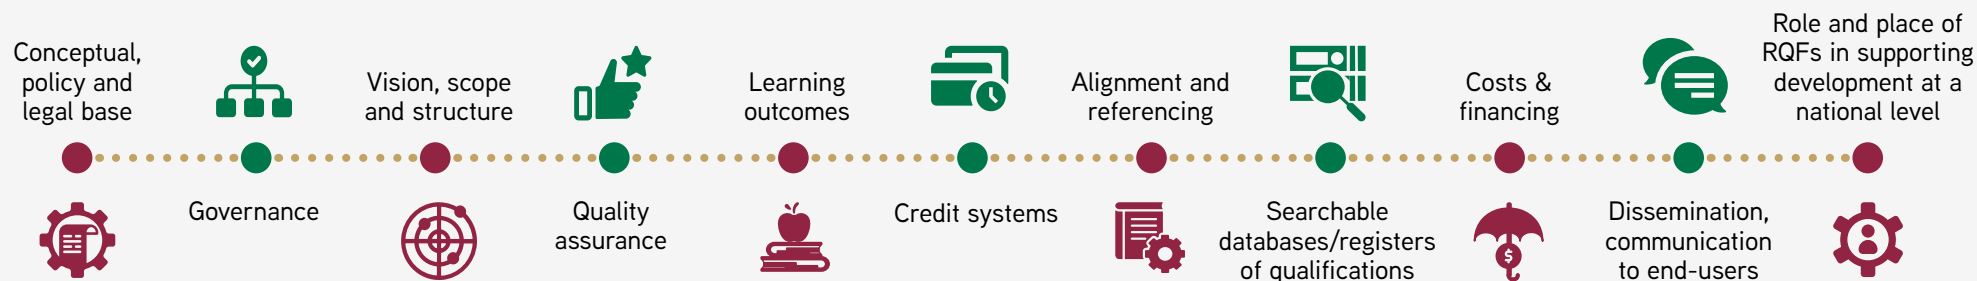 Conceptual,
policy and
legal base
Governance
Vision, scope
and structure
Quality
assurance
Learning
outcomes
Credit systems
Alignment and
referencing
Searchable
databases/registers
of qualifications
Costs &
financing
Dissemination,
communication
to end-users
Role and place of
RQFs in supporting
development at a
national level
$